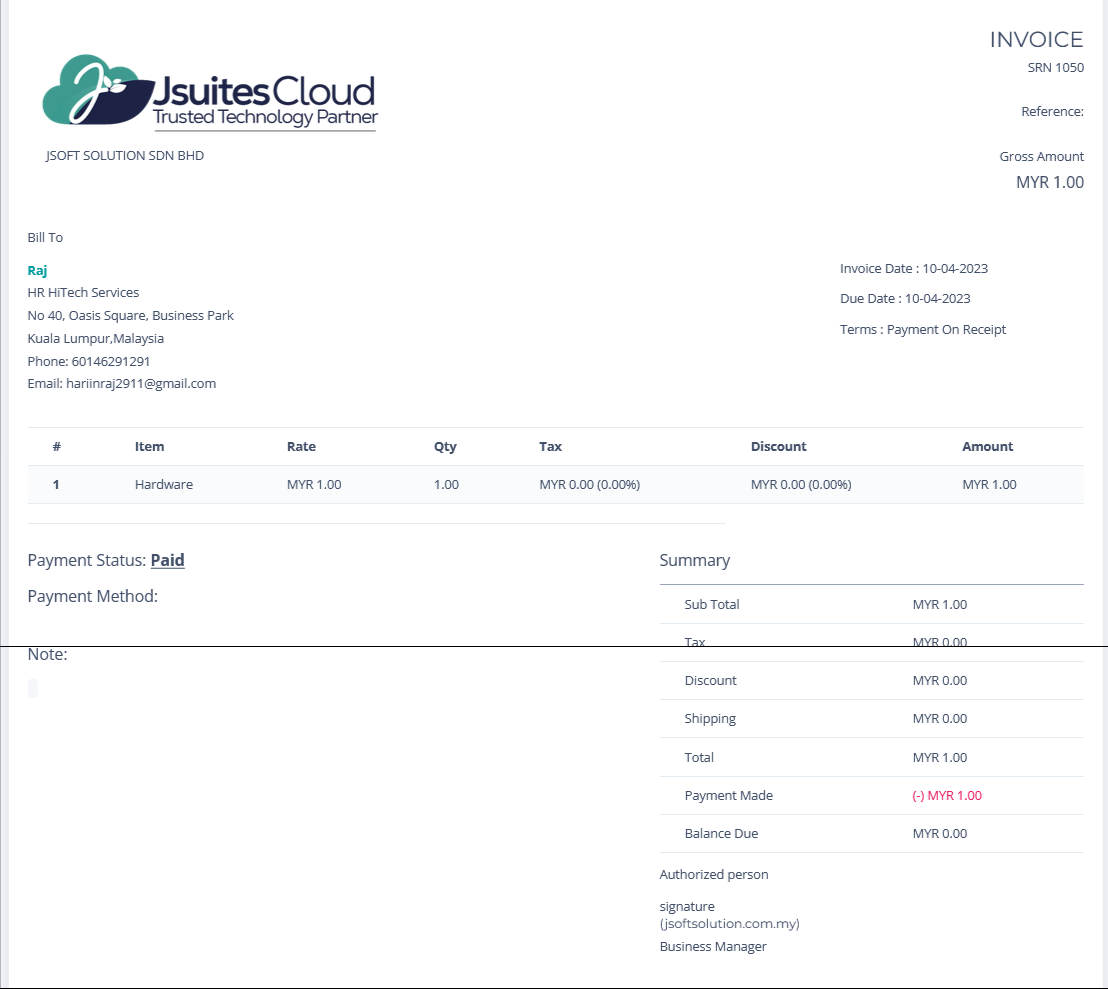 INVOICE
SRN 1050
Reference:
Gross Amount
MYR 1.00
JsuitesCloud
Trusted Technology Partner
JSOFT SOLUTION SDN BHD
Bill To
Raj
HR HiTech Services
No 40, Oasis Square, Business Park
Kuala Lumpur,Malaysia
Phone: 60146291291
Email: hariinraj2911@gmail.com
Invoice Date : 10-04-2023
Due Date : 10-04-2023
Terms : Payment On Receipt
# Item Rate Qty Tax Discount Amount
1 Hardware MYR 1.00 1.00 MYR 0.00 (0.00%) MYR 0.00 (0.00%) MYR 1.00
Payment Status: Paid
Payment Method:
Note:
Summary
Sub Total MYR 1.00
Tax MYR 0.00
Discount MYR 0.00
Shipping MYR 0.00
Total MYR 1.00
Payment Made (-) MYR 1.00
Balance Due MYR 0.00
Authorized person
signature
(jsoftsolution.com.my)
Business Manager